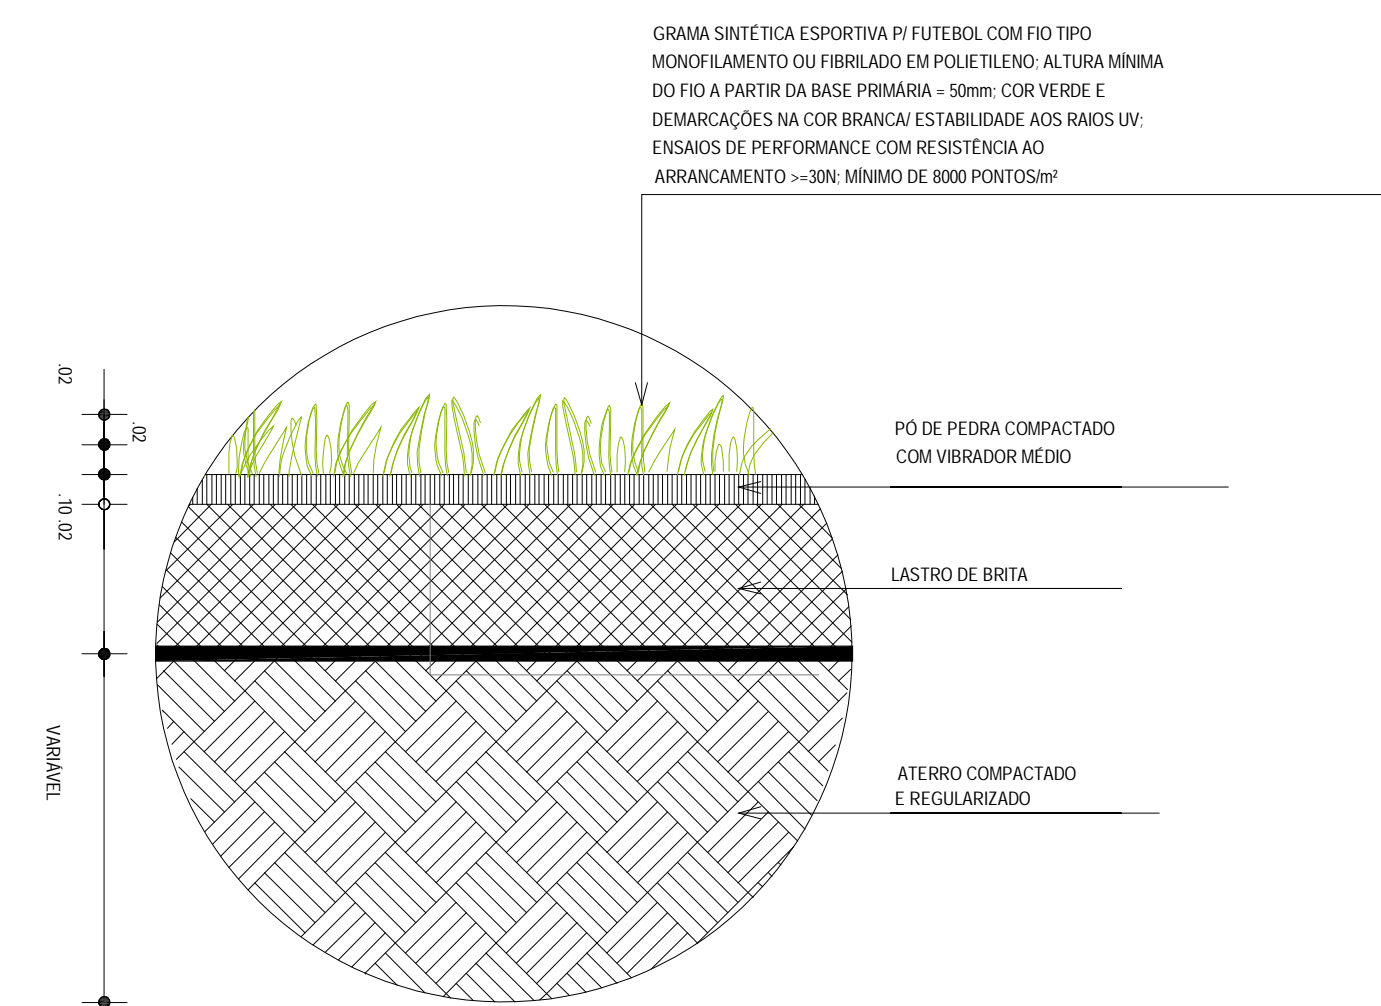 GRAMA SINTÉTICA ESPORTIVA P/ FUTEBOL COM FIO TIPO
MONOFILAMENTO OU FIBRILADO EM POLIETILENO; ALTURA MÍNIMA
DO FIO A PARTIR DA BASE PRIMÁRIA = 50mm; COR VERDE E
DEMARCAÇÕES NA COR BRANCA/ ESTABILIDADE AOS RAIOS UV;
ENSAIOS DE PERFORMANCE COM RESISTÊNCIA AO
ARRANCAMENTO >=30N; MÍNIMO DE 8000 PONTOS/m²
.02
.02
.10 .02
VARIÁVEL
PÓ DE PEDRA COMPACTADO
COM VIBRADOR MÉDIO
LASTRO DE BRITA
ATERRO COMPACTADO
E REGULARIZADO